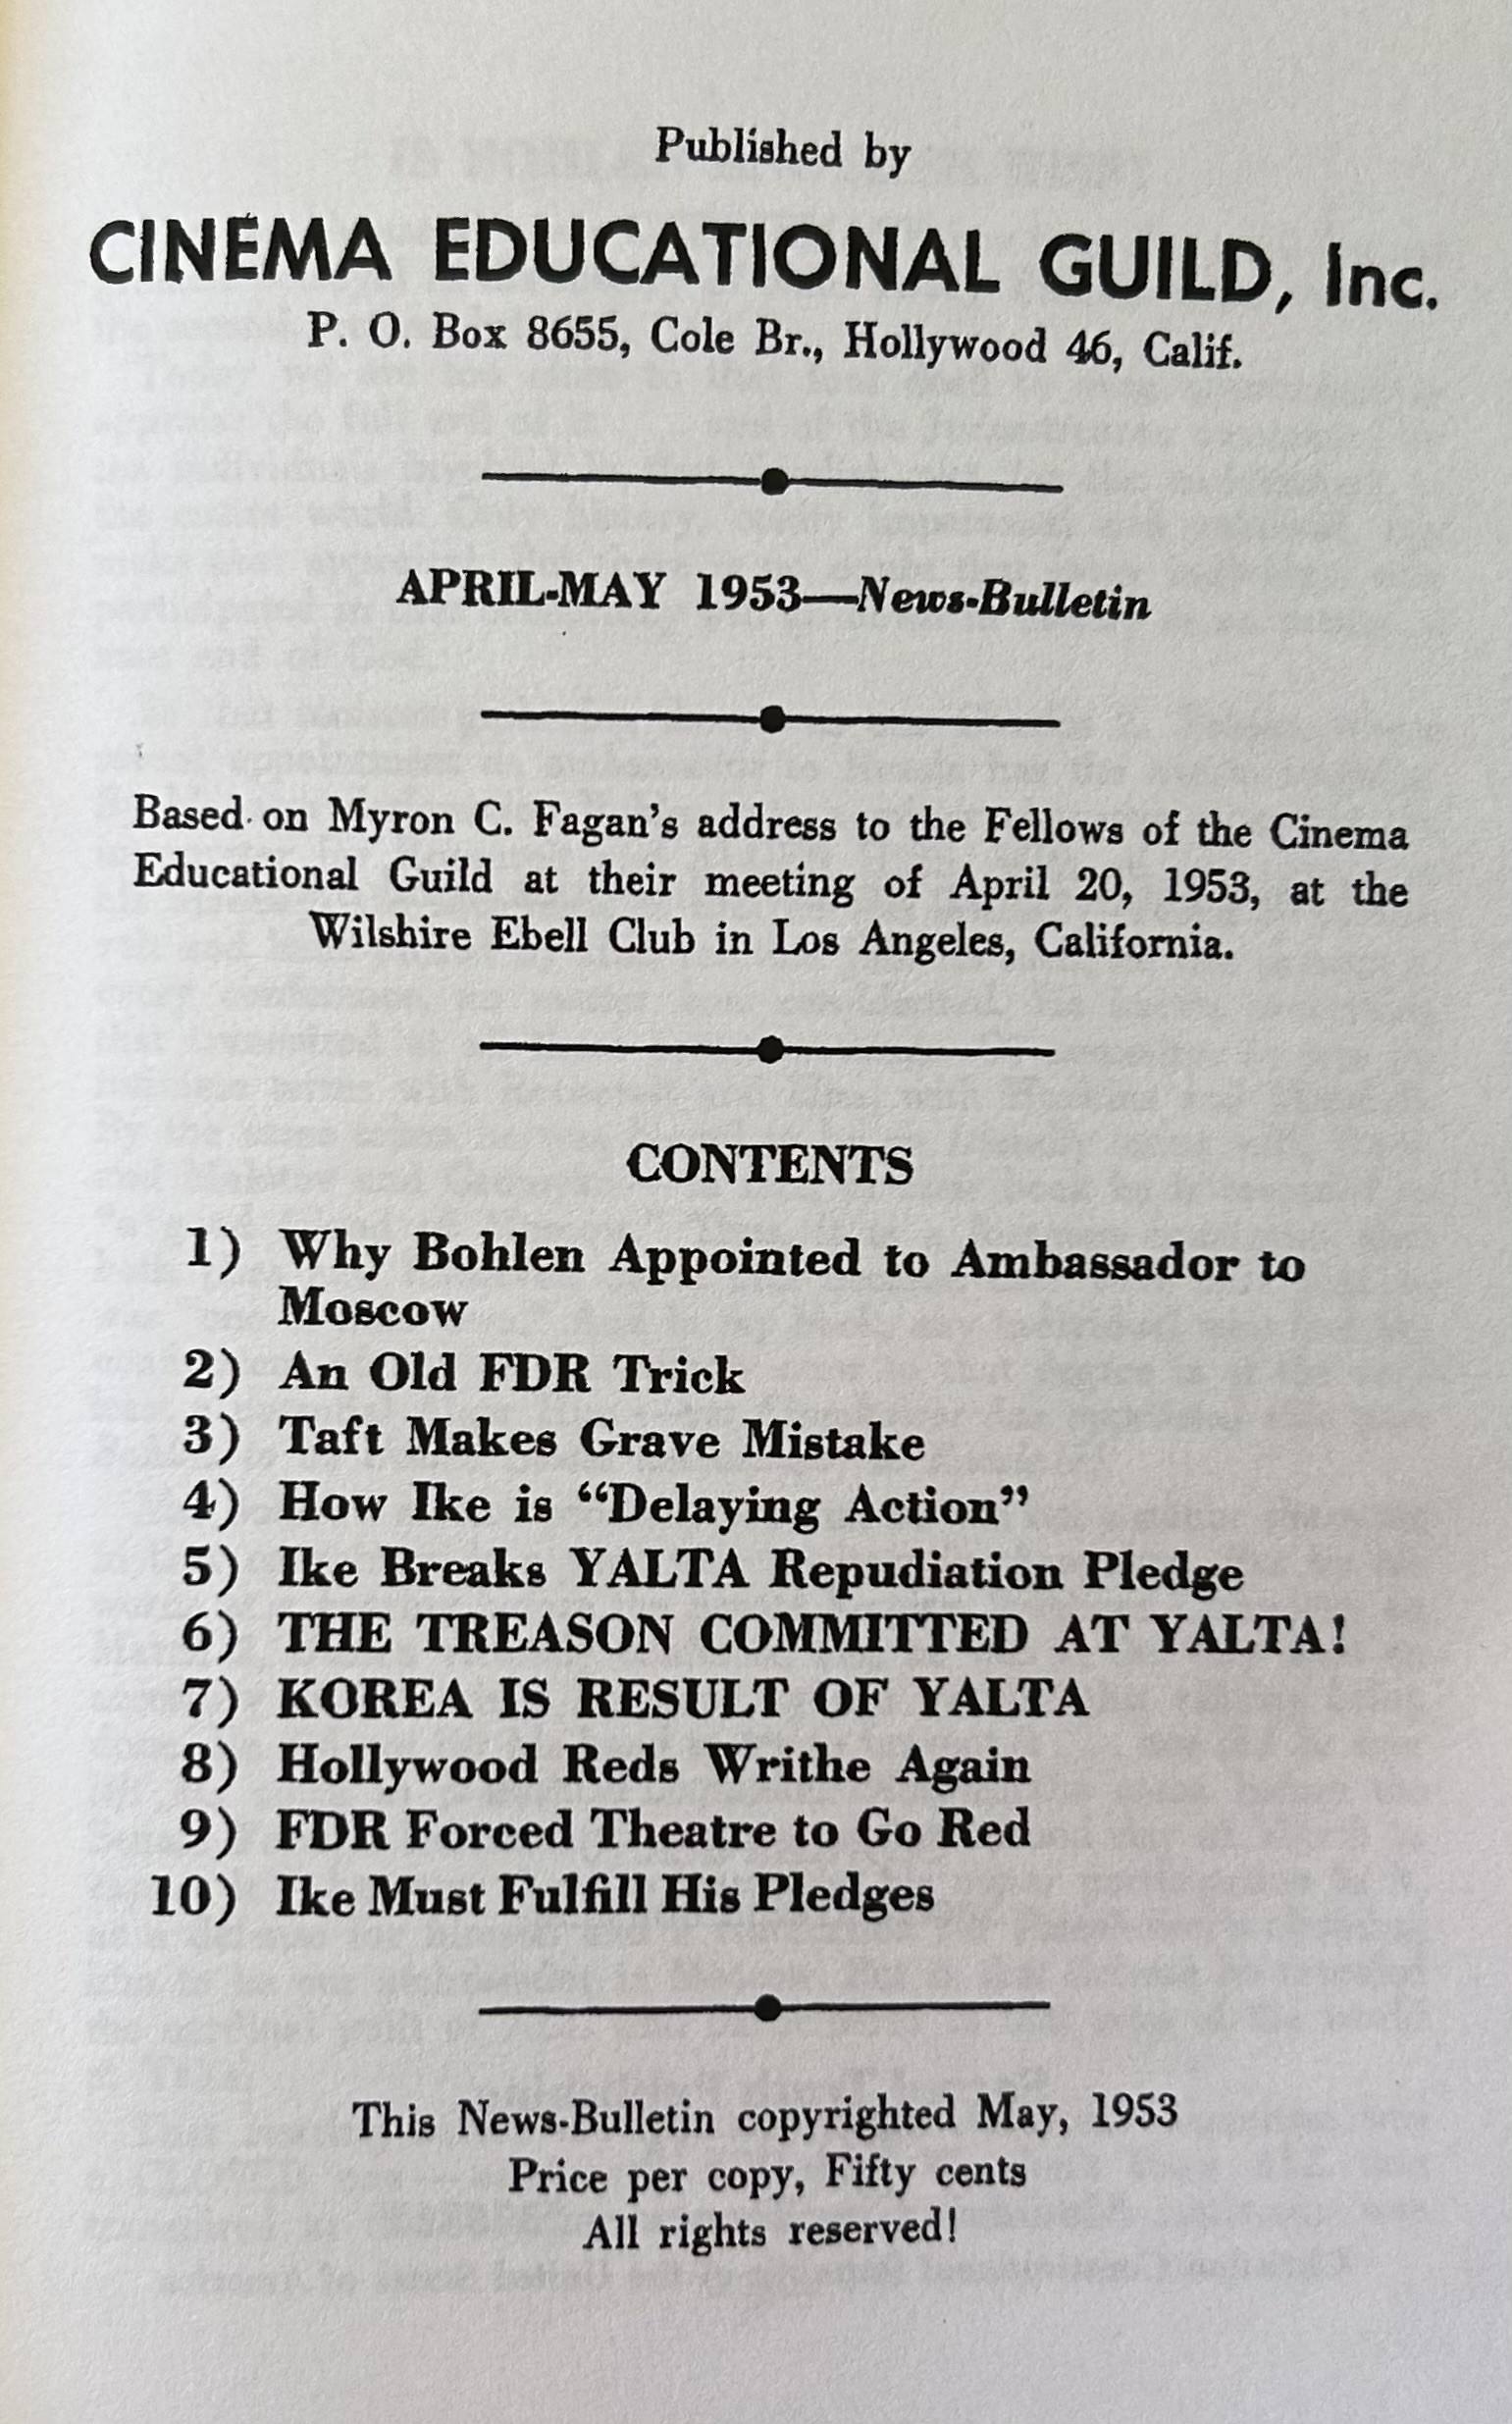 Published by
CINEMA EDUCATIONAL GUILD, Inc.
P. O. Box 8655, Cole Br., Hollywood 46, Calif.
APRIL-MAY 1953—News-Bulletin
Based on Myron C. Fagan's address to the Fellows of the Cinema
Educational Guild at their meeting of April 20, 1953, at the
Wilshire Ebell Club in Los Angeles, California.
CONTENTS
1) Why Bohlen Appointed to Ambassador to
Moscow
2) An Old FDR Trick
3) Taft Makes Grave Mistake
4) How Ike is “Delaying Action”
5) Ike Breaks YALTA Repudiation Pledge
6) THE TREASON COMMITTED AT YALTA!
7) KOREA IS RESULT OF YALTA
8) Hollywood Reds Writhe Again
9) FDR Forced Theatre to Go Red
10) Ike Must Fulfill His Pledges
This News-Bulletin copyrighted May, 1953
Price per copy, Fifty cents
All rights reserved!